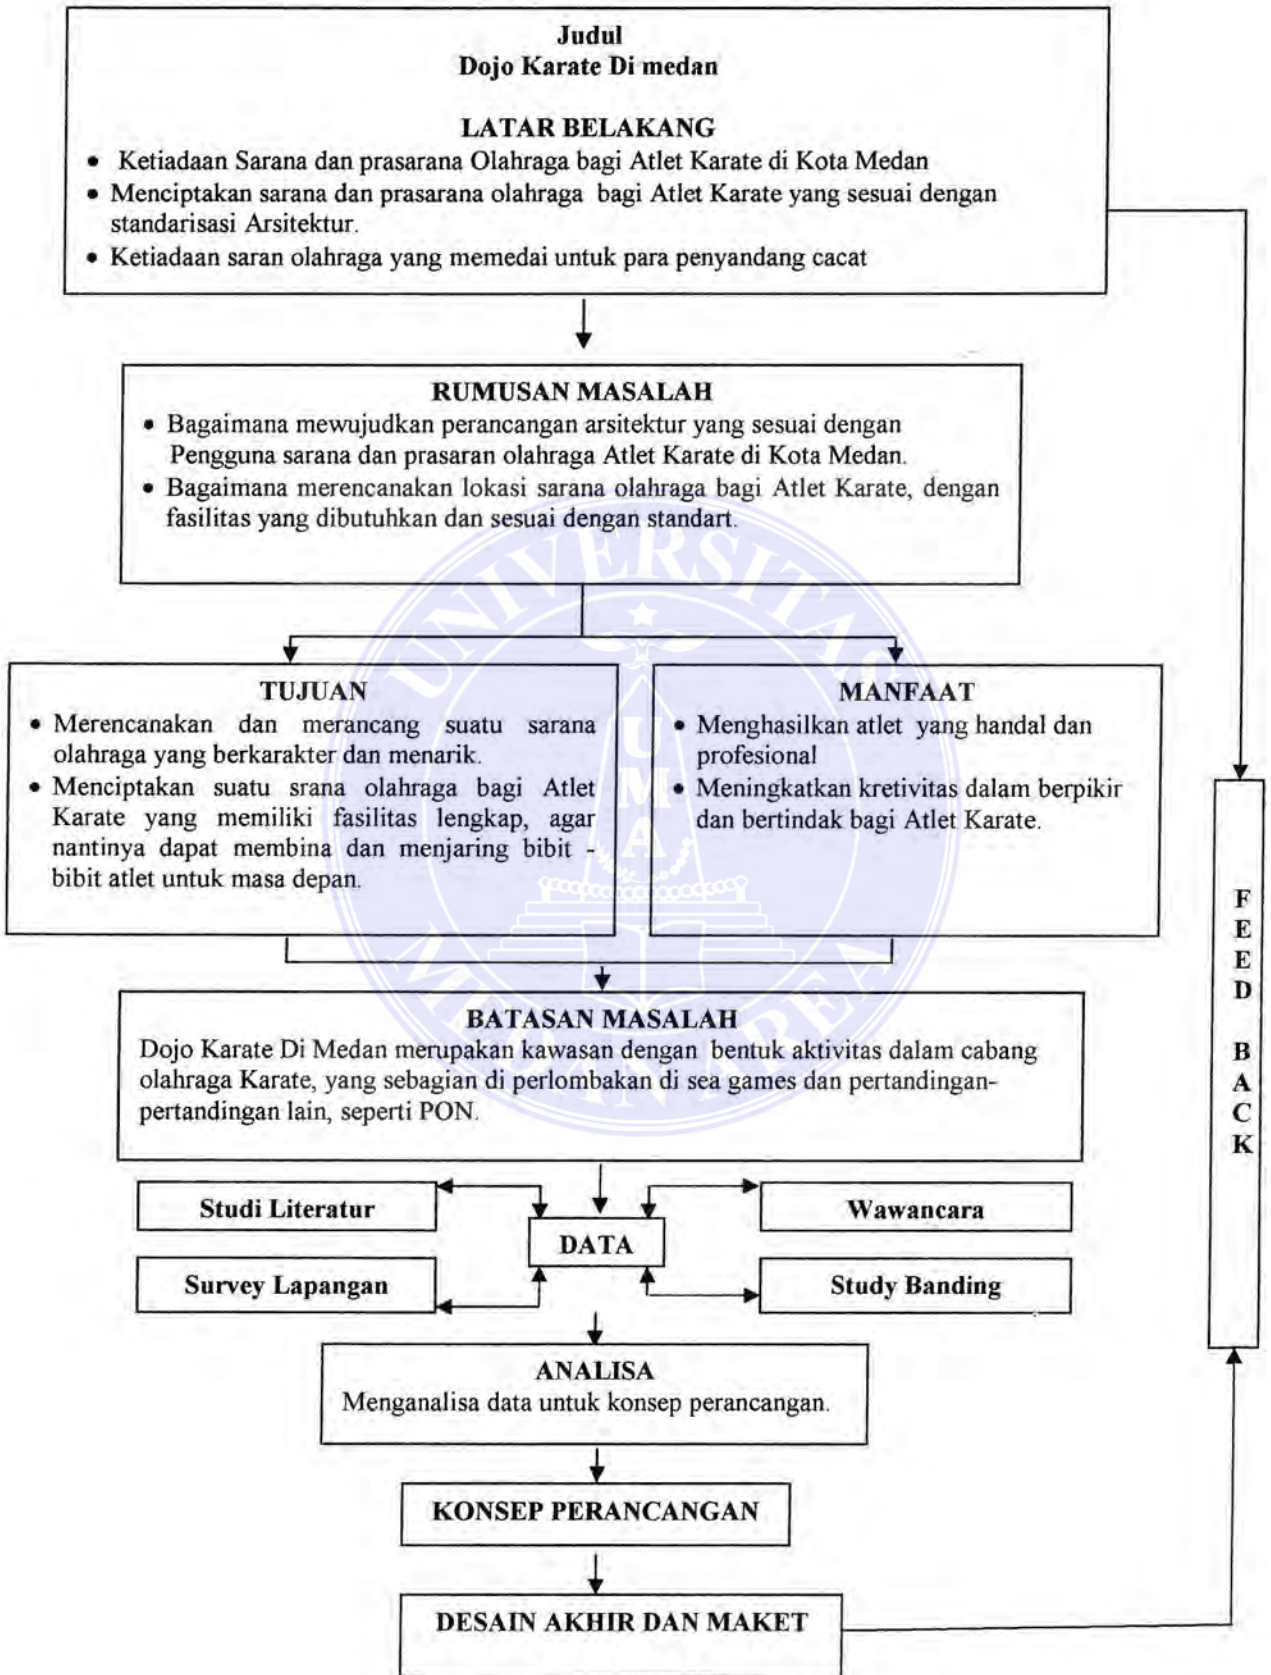 Judul
Dojo Karate Di medan
LATAR BELAKANG
• Ketiadaan Sarana dan prasarana Olahraga bagi Atlet Karate di Kota Medan
• Menciptakan sarana dan prasarana olahraga bagi Atlet Karate yang sesuai dengan
standarisasi Arsitektur.
• Ketiadaan saran olahraga yang memedai untuk para penyandang cacat
RUMUSAN MASALAH
• Bagaimana mewujudkan perancangan arsitektur yang sesuai dengan
Pengguna sarana dan prasaran olahraga Atlet Karate di Kota Medan.
• Bagaimana merencanakan lokasi sarana olahraga bagi Atlet Karate, dengan
fasilitas yang dibutuhkan dan sesuai dengan standart.
TUJUAN
• Merencanakan dan merancang suatu sarana
olahraga yang berkarakter dan menarik.
• Menciptakan suatu srana olahraga bagi Atlet
Karate yang memiliki fasilitas lengkap, agar
nantinya dapat membina dan menjaring bibit -
bibit atlet untuk masa depan.
MANFAAT
• Menghasilkan atlet yang handal dan
profesional
• Meningkatkan kretivitas dalam berpikir
dan bertindak bagi Atlet Karate.
BATASAN MASALAH
Dojo Karate Di Medan merupakan kawasan dengan bentuk aktivitas dalam cabang
olahraga Karate, yang sebagian di perlombakan di sea games dan pertandingan-
pertandingan lain, seperti PON.
Studi Literatur
Wawancara
DATA
Survey Lapangan
Study Banding
ANALISA
Menganalisa data untuk konsep perancangan.
KONSEP PERANCANGAN
DESAIN AKHIR DAN MAKET
FEED BACK
UNIVERSITAS
MEDAN AREA
UMA